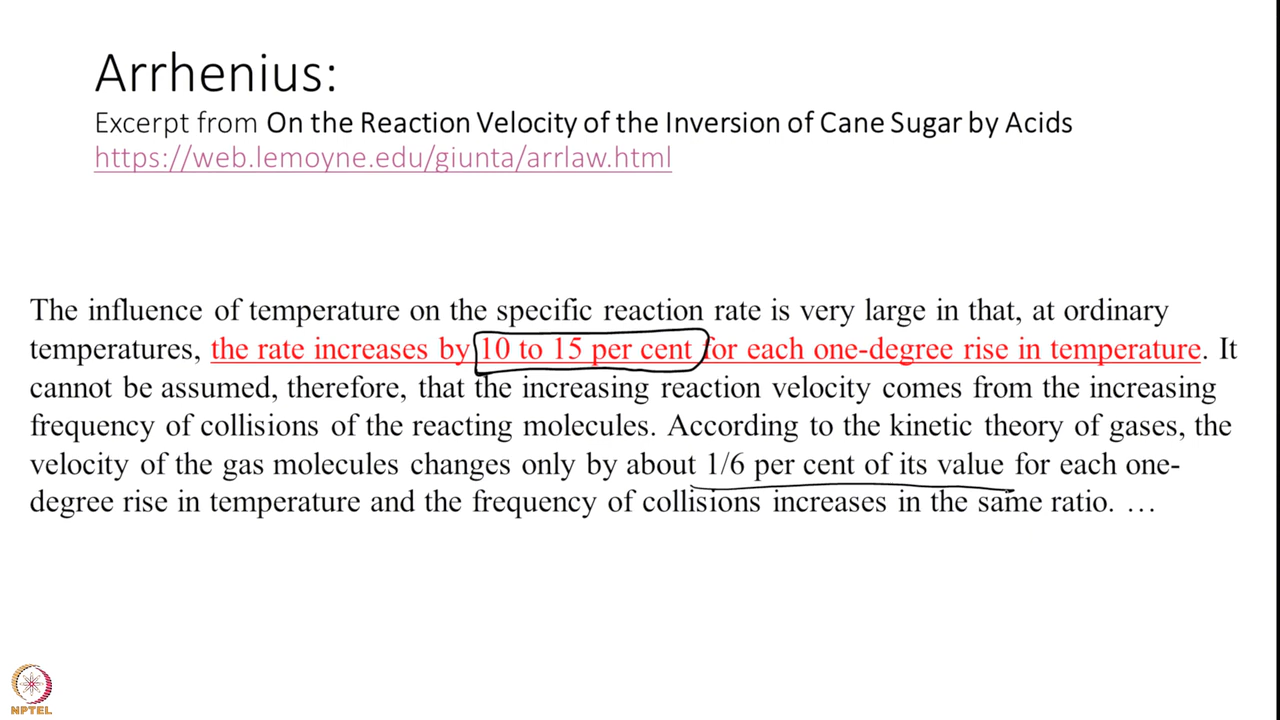 Arrhenius:
Excerpt from On the Reaction Velocity of the Inversion of Cane Sugar by Acids
https://web.lemoyne.edu/giunta/arrlaw.html
The influence of temperature on the specific reaction rate is very large in that, at ordinary
temperatures, the rate increases by 10 to 15 per cent for each one-degree rise in temperature. It
cannot be assumed, therefore, that the increasing reaction velocity comes from the increasing
frequency of collisions of the reacting molecules. According to the kinetic theory of gases, the
velocity of the gas molecules changes only by about 1/6 per cent of its value for each one-
degree rise in temperature and the frequency of collisions increases in the same ratio. …
NPTEL